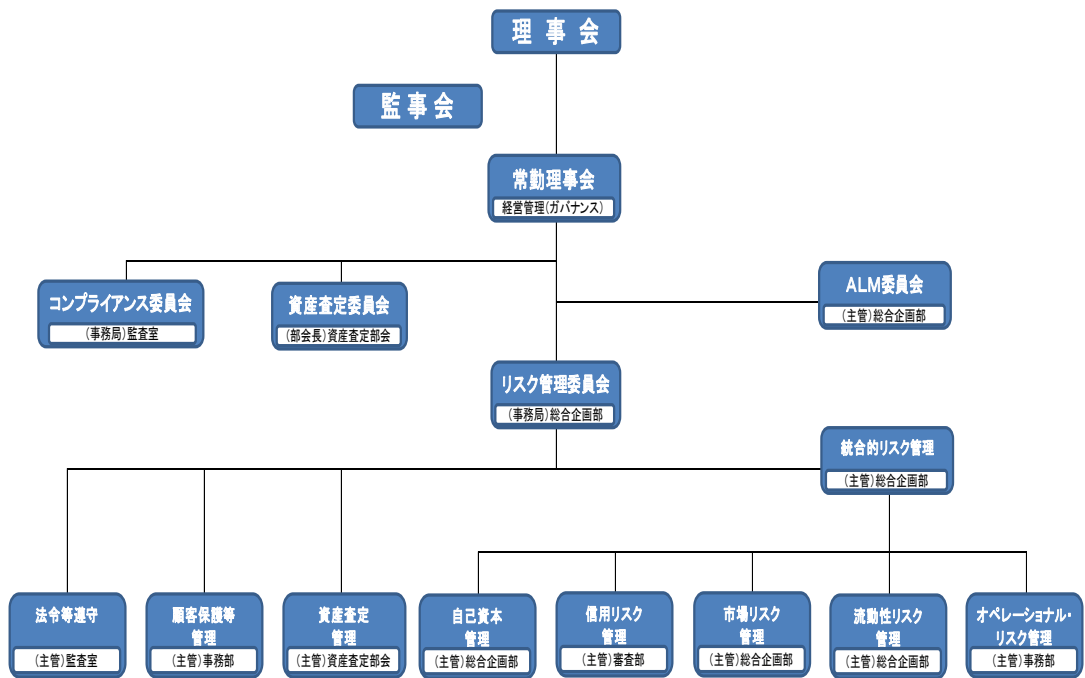 理事会
監事会
常勤理事会
経営管理(ガバナンス)
コンプライアンス委員会
(事務局)監査室
資産査定委員会
(部会長)資産査定部会
ALM委員会
(主管)総合企画部
リスク管理委員会
(事務局)総合企画部
統合的リスク管理
(主管)総合企画部
法令等遵守
(主管)監査室
顧客保護等
管理
(主管)事務部
資産査定
管理
(主管)資産査定部会
自己資本
管理
(主管)総合企画部
信用リスク
管理
(主管)審査部
市場リスク
管理
(主管)総合企画部
流動性リスク
管理
(主管)総合企画部
オペレーショナル・
リスク管理
(主管)事務部